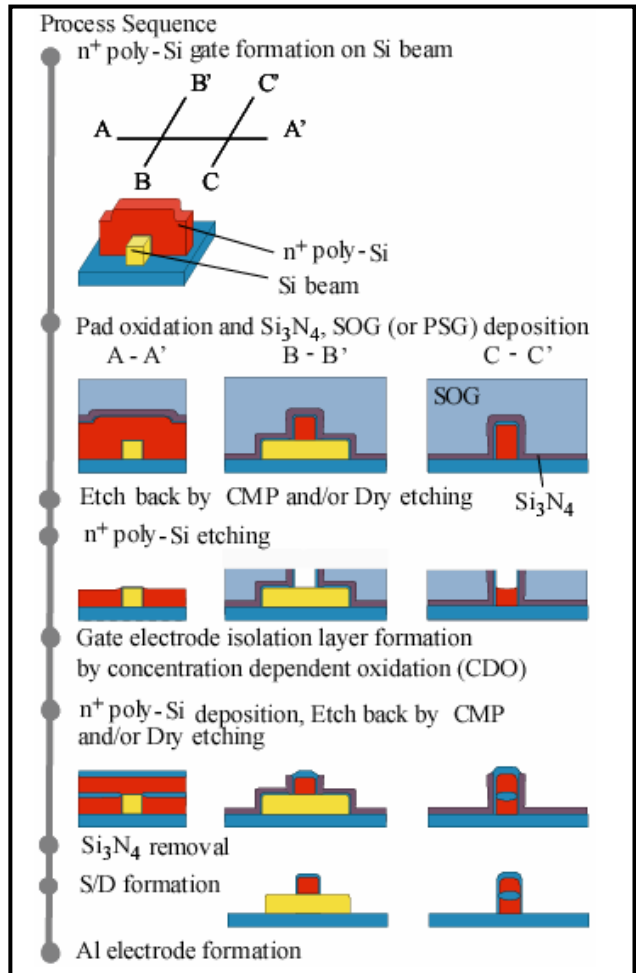 Process Sequence
n+ poly-Si gate formation on Si beam
B' C'
A A'
B C
n+ poly-Si
Si beam
Pad oxidation and Si3N4, SOG (or PSG) deposition
A - A' B - B' C - C'
SOG
Etch back by CMP and/or Dry etching
Si3N4
n+ poly-Si etching
Gate electrode isolation layer formation
by concentration dependent oxidation (CDO)
n+ poly-Si deposition, Etch back by CMP
and/or Dry etching
Si3N4 removal
S/D formation
Al electrode formation